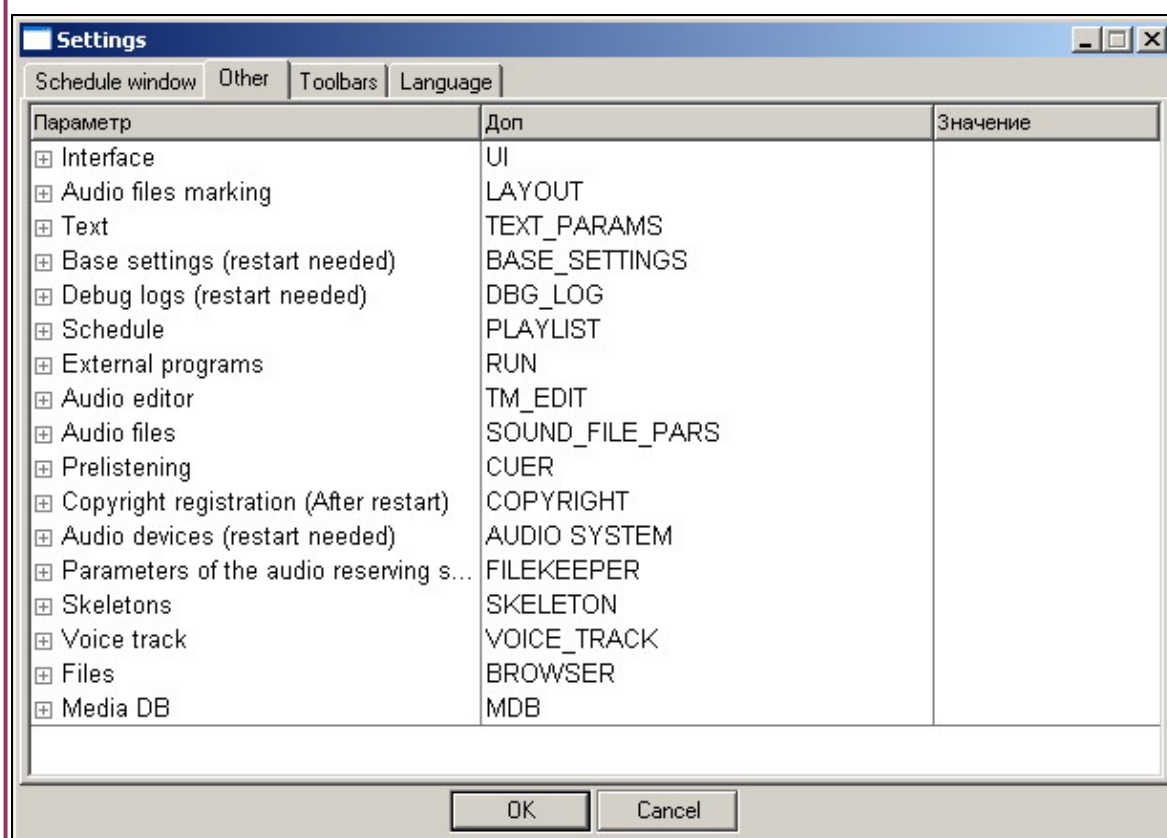 Settings
Schedule window Other Toolbars Language
Параметр Доп Значение
Interface UI
Audio files marking LAYOUT
Text TEXT_PARAMS
Base settings (restart needed) BASE_SETTINGS
Debug logs (restart needed) DBG_LOG
Schedule PLAYLIST
External programs RUN
Audio editor TM_EDIT
Audio files SOUND_FILE_PARS
Prelistening CUER
Copyright registration (After restart) COPYRIGHT
Audio devices (restart needed) AUDIO SYSTEM
Parameters of the audio reserving s... FILEKEEPER
Skeletons SKELETON
Voice track VOICE_TRACK
Files BROWSER
Media DB MDB
OK Cancel